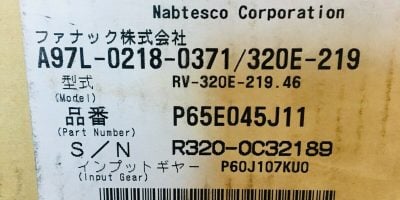 Nabtesco Corporation
ファナック株式会社
A97L-0218-0371/320E-219
型式 RV-320E-219.46
(Model)
品番 P65E045J11
(Part Number)
S/N R320-0C32189
インプットギヤー P60J107KU0
(Input Gear)